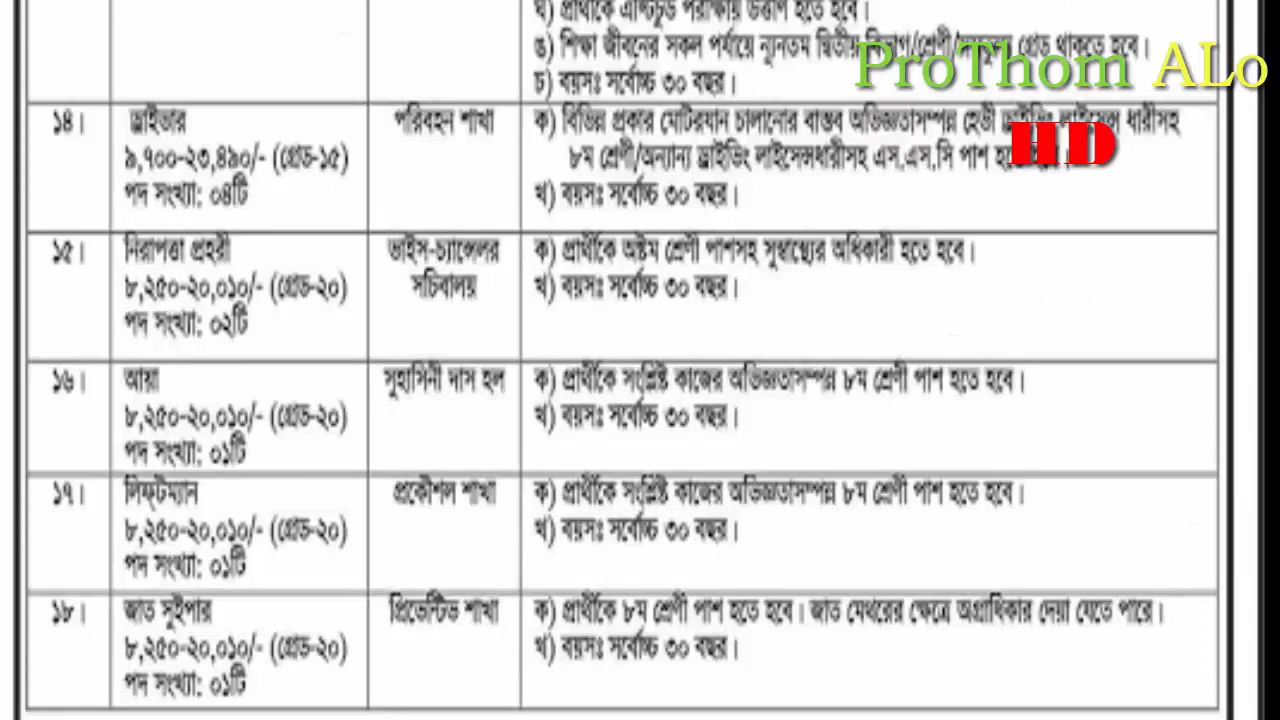 ঘ) প্রার্থীকে এপ্টিচুড পরীক্ষায় উত্তীর্ণ হতে হবে।
ঙ) শিক্ষা জীবনের সকল পর্যায়ে ন্যূনতম দ্বিতীয় বিভাগ/শ্রেণী/সমতুল্য গ্রেড থাকতে হবে।
চ) বয়সঃ সর্বোচ্চ ৩০ বছর।
ProThom ALo
HD
১৪। ড্রাইভার পরিবহন শাখা ক) বিভিন্ন প্রকার মোটরযান চালানোর বাস্তব অভিজ্ঞতাসম্পন্ন হেভী ড্রাইভিং লাইসেন্স ধারীসহ
৯,৭০০-২৩,৪৯০/- (গ্রেড-১৫) ৮ম শ্রেণী/অন্যান্য ড্রাইভিং লাইসেন্সধারীসহ এস.এস.সি পাশ হতে হবে।
পদ সংখ্যা: ০৪টি খ) বয়সঃ সর্বোচ্চ ৩০ বছর।
১৫। নিরাপত্তা প্রহরী ভাইস-চ্যান্সেলর ক) প্রার্থীকে অষ্টম শ্রেণী পাশসহ সুস্বাস্থ্যের অধিকারী হতে হবে।
৮,২৫০-২০,০১০/- (গ্রেড-২০) সচিবালয় খ) বয়সঃ সর্বোচ্চ ৩০ বছর।
পদ সংখ্যা: ০২টি
১৬। আয়া সুহাসিনী দাস হল ক) প্রার্থীকে সংশ্লিষ্ট কাজের অভিজ্ঞতাসম্পন্ন ৮ম শ্রেণী পাশ হতে হবে।
৮,২৫০-২০,০১০/- (গ্রেড-২০) খ) বয়সঃ সর্বোচ্চ ৩০ বছর।
পদ সংখ্যা: ০১টি
১৭। লিফ্‌টম্যান প্রকৌশল শাখা ক) প্রার্থীকে সংশ্লিষ্ট কাজের অভিজ্ঞতাসম্পন্ন ৮ম শ্রেণী পাশ হতে হবে।
৮,২৫০-২০,০১০/- (গ্রেড-২০) খ) বয়সঃ সর্বোচ্চ ৩০ বছর।
পদ সংখ্যা: ০১টি
১৮। জাত সুইপার প্রিভেন্টিভ শাখা ক) প্রার্থীকে ৮ম শ্রেণী পাশ হতে হবে। জাত মেথরের ক্ষেত্রে অগ্রাধিকার দেয়া যেতে পারে।
৮,২৫০-২০,০১০/- (গ্রেড-২০) খ) বয়সঃ সর্বোচ্চ ৩০ বছর।
পদ সংখ্যা: ০১টি